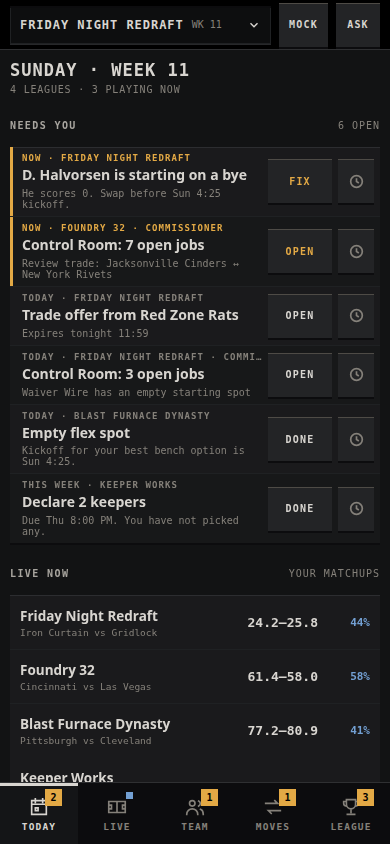 FRIDAY NIGHT REDRAFT WK 11
MOCK
ASK
SUNDAY · WEEK 11
4 LEAGUES · 3 PLAYING NOW
NEEDS YOU
6 OPEN
NOW · FRIDAY NIGHT REDRAFT
D. Halvorsen is starting on a bye
He scores 0. Swap before Sun 4:25
kickoff.
FIX
NOW · FOUNDRY 32 · COMMISSIONER
Control Room: 7 open jobs
Review trade: Jacksonville Cinders ↔
New York Rivets
OPEN
TODAY · FRIDAY NIGHT REDRAFT
Trade offer from Red Zone Rats
Expires tonight 11:59
OPEN
TODAY · FRIDAY NIGHT REDRAFT · COMMI…
Control Room: 3 open jobs
Waiver Wire has an empty starting spot
OPEN
TODAY · BLAST FURNACE DYNASTY
Empty flex spot
Kickoff for your best bench option is
Sun 4:25.
DONE
THIS WEEK · KEEPER WORKS
Declare 2 keepers
Due Thu 8:00 PM. You have not picked
any.
DONE
LIVE NOW
YOUR MATCHUPS
Friday Night Redraft
Iron Curtain vs Gridlock
24.2–25.8
44%
Foundry 32
Cincinnati vs Las Vegas
61.4–58.0
58%
Blast Furnace Dynasty
Pittsburgh vs Cleveland
77.2–80.9
41%
Keeper Works
2
TODAY
LIVE
1
TEAM
1
MOVES
3
LEAGUE